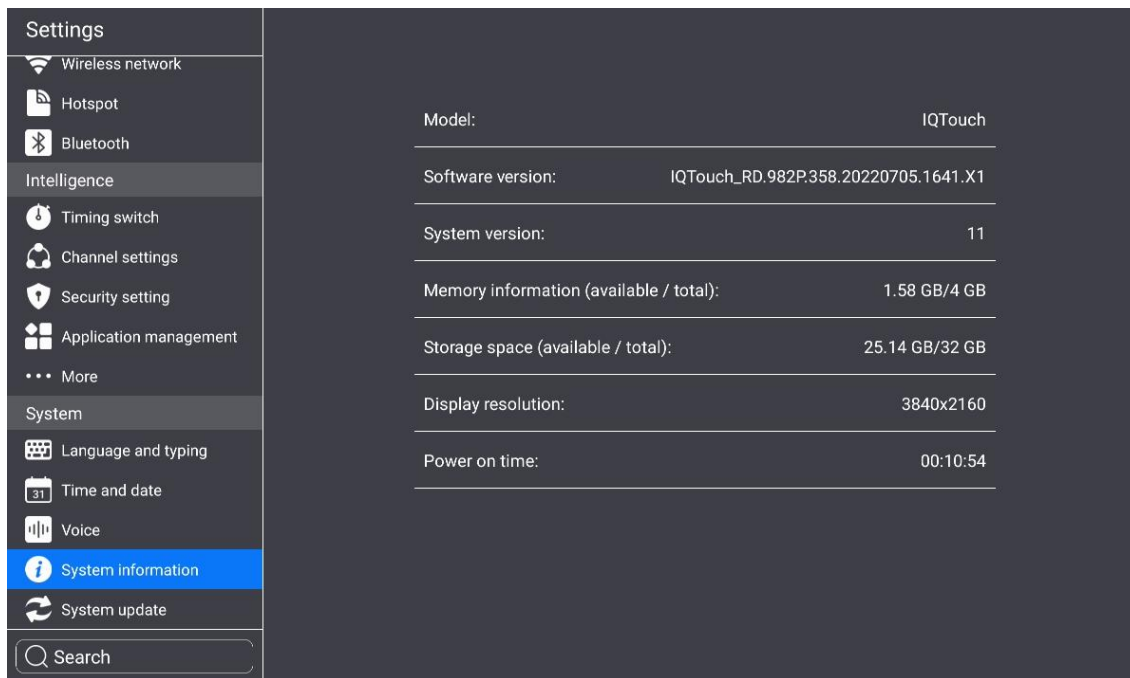 Settings
Wireless network
Hotspot
Bluetooth
Intelligence
Timing switch
Channel settings
Security setting
Application management
More
System
Language and typing
31 Time and date
Voice
System information
System update
Search
Model: IQTouch
Software version: IQTouch_RD.982P.358.20220705.1641.X1
System version: 11
Memory information (available / total): 1.58 GB/4 GB
Storage space (available / total): 25.14 GB/32 GB
Display resolution: 3840x2160
Power on time: 00:10:54